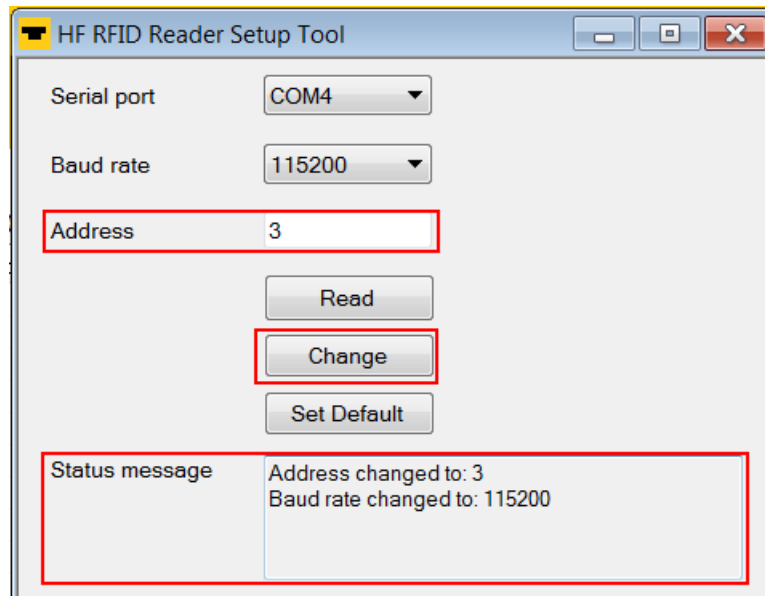 HF RFID Reader Setup Tool
Serial port COM4
Baud rate 115200
Address 3
Read
Change
Set Default
Status message
Address changed to: 3
Baud rate changed to: 115200